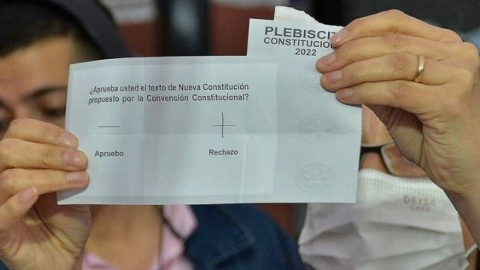 PLEBISCITO
CONSTITUCIONAL
2022
¿Aprueba usted el texto de Nueva Constitución
propuesto por la Convención Constitucional?
Apruebo
Rechazo